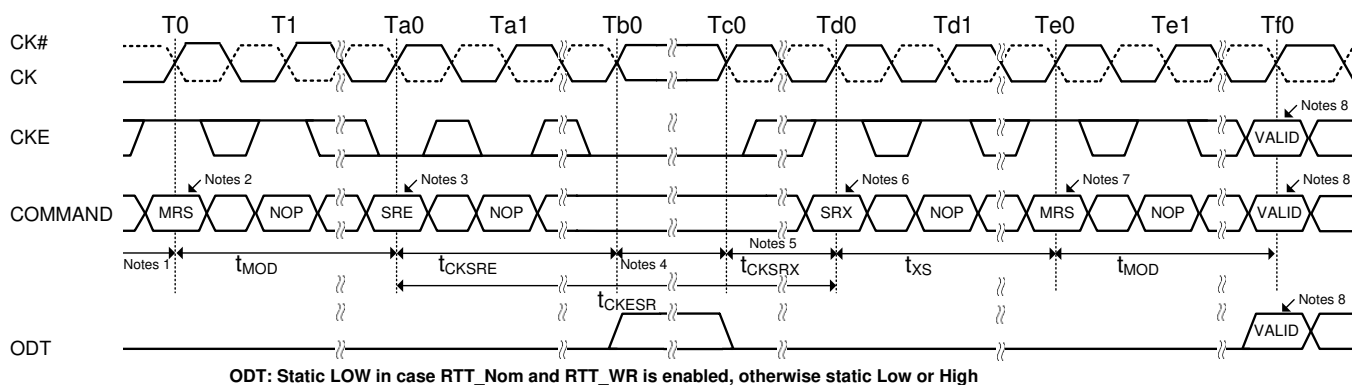 T0 T1 Ta0 Ta1 Tb0 Tc0 Td0 Td1 Te0 Te1 Tf0
CK#
CK
Notes 8
CKE VALID
Notes 2 Notes 3 Notes 6 Notes 7 Notes 8
COMMAND MRS NOP SRE NOP SRX NOP MRS NOP VALID
Notes 1 tMOD tCKSRE Notes 4 Notes 5 tCKSRX tXS tMOD
tCKESR
Notes 8
ODT VALID
ODT: Static LOW in case RTT_Nom and RTT_WR is enabled, otherwise static Low or High